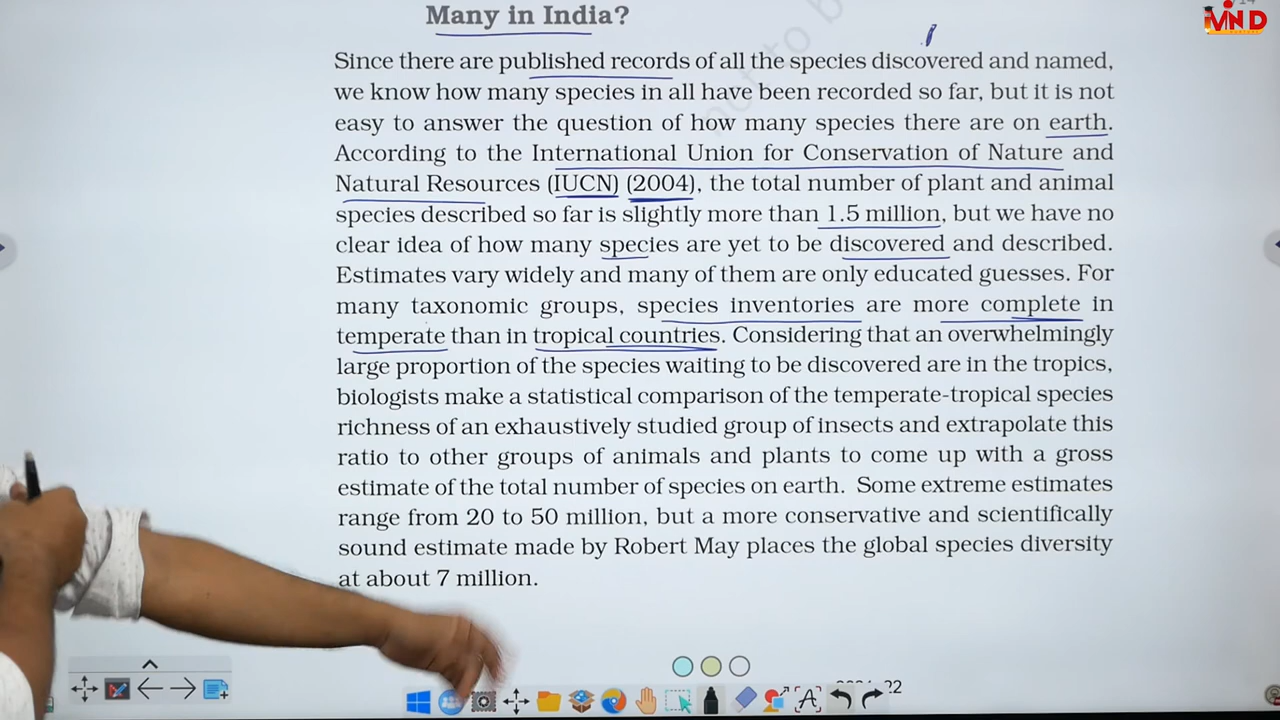 Many in India?
Since there are published records of all the species discovered and named,
we know how many species in all have been recorded so far, but it is not
easy to answer the question of how many species there are on earth.
According to the International Union for Conservation of Nature and
Natural Resources (IUCN) (2004), the total number of plant and animal
species described so far is slightly more than 1.5 million, but we have no
clear idea of how many species are yet to be discovered and described.
Estimates vary widely and many of them are only educated guesses. For
many taxonomic groups, species inventories are more complete in
temperate than in tropical countries. Considering that an overwhelmingly
large proportion of the species waiting to be discovered are in the tropics,
biologists make a statistical comparison of the temperate-tropical species
richness of an exhaustively studied group of insects and extrapolate this
ratio to other groups of animals and plants to come up with a gross
estimate of the total number of species on earth. Some extreme estimates
range from 20 to 50 million, but a more conservative and scientifically
sound estimate made by Robert May places the global species diversity
at about 7 million.